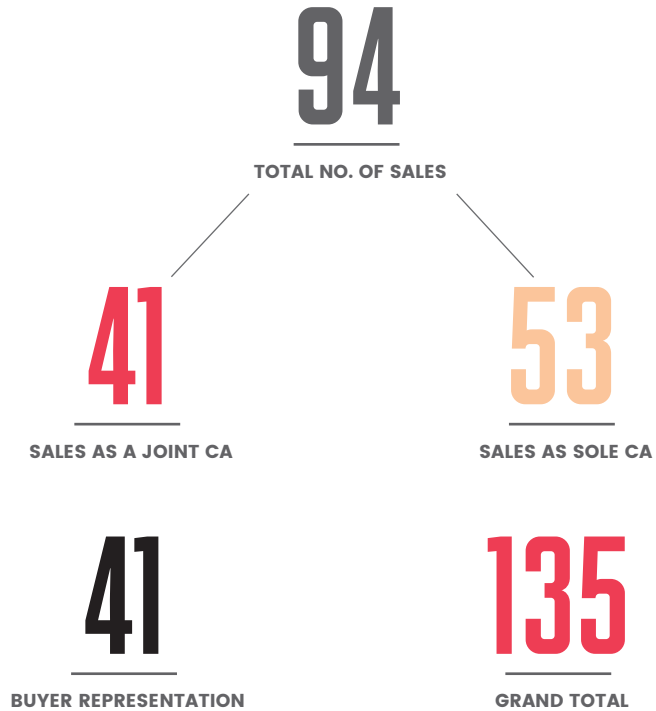 94
TOTAL NO. OF SALES
41
SALES AS A JOINT CA
53
SALES AS SOLE CA
41
BUYER REPRESENTATION
135
GRAND TOTAL